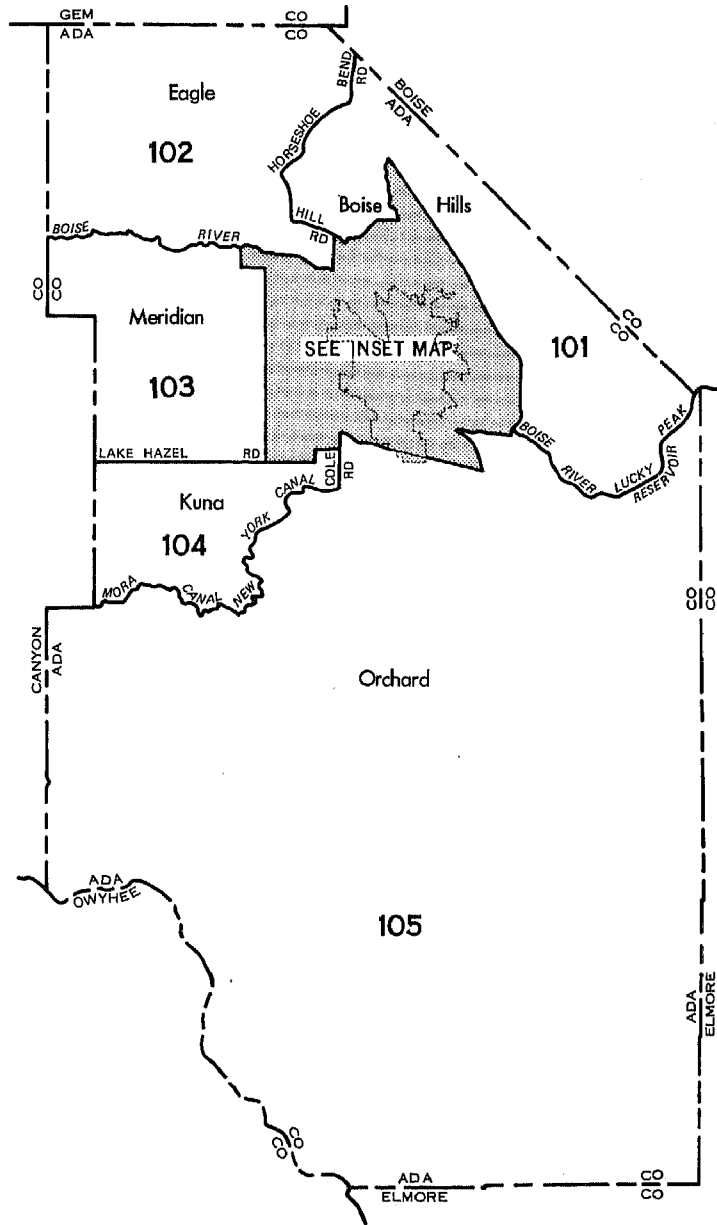 GEM CO
ADA CO
BOISE
ADA
BEND
RD
HORSESHOE
Eagle
102
HILL
RD
Boise Hills
BOISE RIVER
CO
CO
CO
CO
Meridian
103
SEE INSET MAP
101
LAKE HAZEL RD
COLE
RD
BOISE
RIVER
LUCKY PEAK
RESERVOIR
Kuna
104
NEW YORK CANAL
MORA CANAL
CO
CO
CANYON
ADA
Orchard
ADA
OWYHEE
105
ADA
ELMORE
CO
CO
ADA CO
ELMORE CO